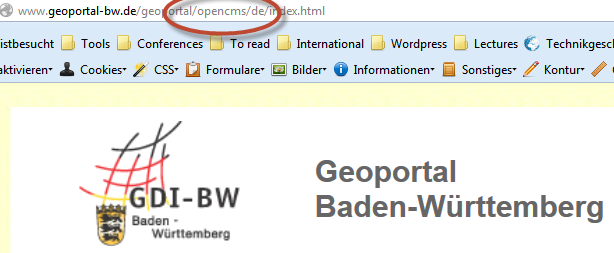 www.geoportal-bw.de/geoportal/opencms/de/index.html
istbesucht Tools Conferences To read International Wordpress Lectures Technikgesch
aktivieren Cookies CSS Formulare Bilder Informationen Sonstiges Kontur
GDI-BW
Baden -
Württemberg
Geoportal
Baden-Württemberg